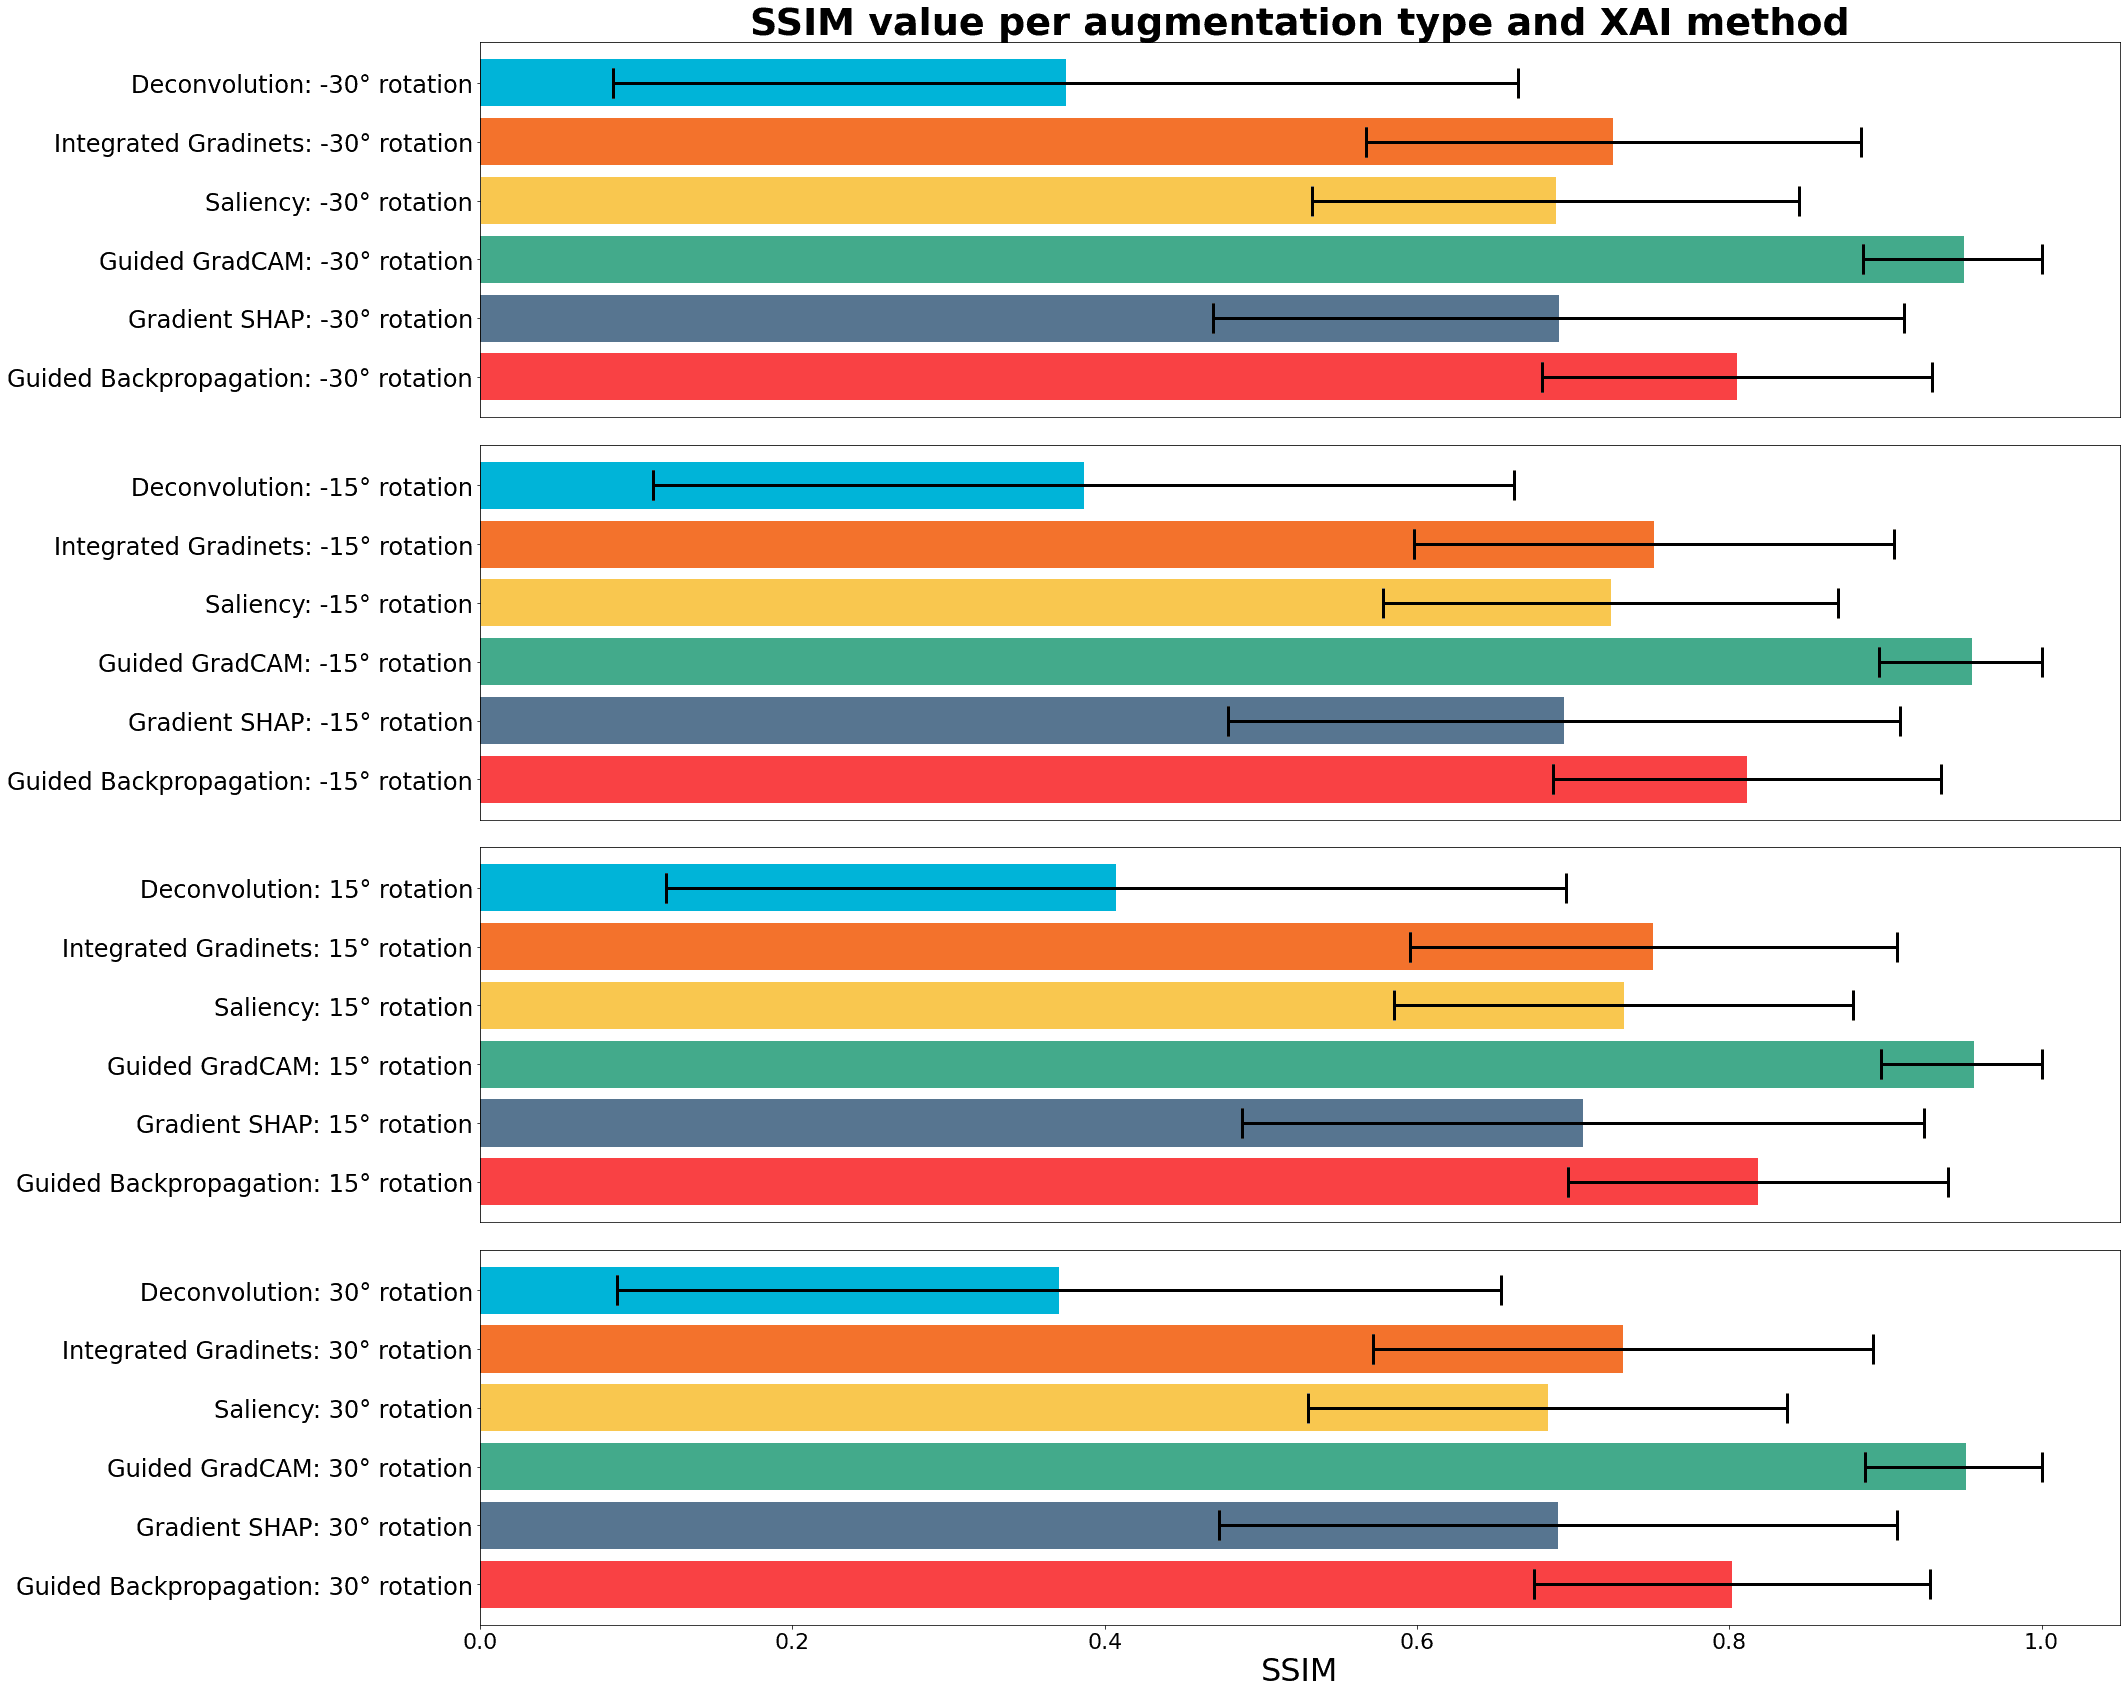 SSIM value per augmentation type and XAI method
Deconvolution: -30° rotation
Integrated Gradinets: -30° rotation
Saliency: -30° rotation
Guided GradCAM: -30° rotation
Gradient SHAP: -30° rotation
Guided Backpropagation: -30° rotation
Deconvolution: -15° rotation
Integrated Gradinets: -15° rotation
Saliency: -15° rotation
Guided GradCAM: -15° rotation
Gradient SHAP: -15° rotation
Guided Backpropagation: -15° rotation
Deconvolution: 15° rotation
Integrated Gradinets: 15° rotation
Saliency: 15° rotation
Guided GradCAM: 15° rotation
Gradient SHAP: 15° rotation
Guided Backpropagation: 15° rotation
Deconvolution: 30° rotation
Integrated Gradinets: 30° rotation
Saliency: 30° rotation
Guided GradCAM: 30° rotation
Gradient SHAP: 30° rotation
Guided Backpropagation: 30° rotation
0.0 0.2 0.4 0.6 0.8 1.0
SSIM